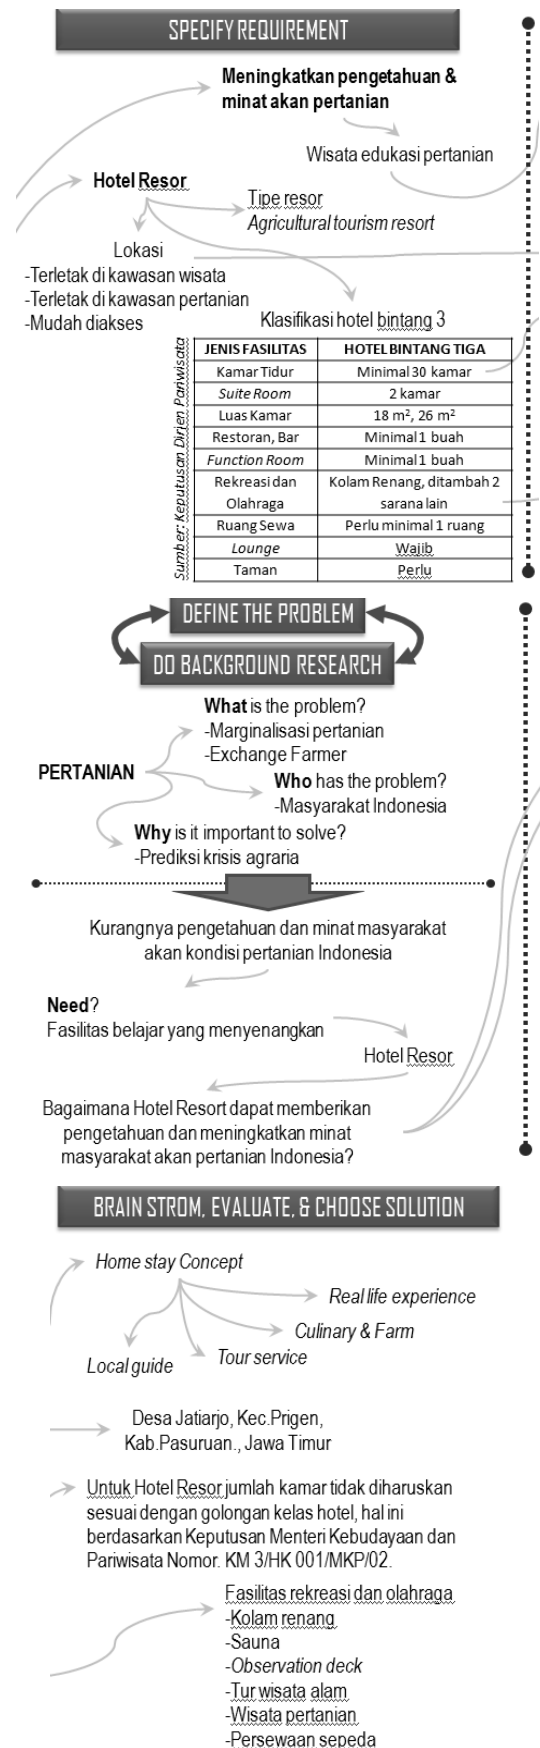 SPECIFY REQUIREMENT
Meningkatkan pengetahuan &
minat akan pertanian
Wisata edukasi pertanian
Hotel Resor
Tipe resor
Agricultural tourism resort
Lokasi
-Terletak di kawasan wisata
-Terletak di kawasan pertanian
-Mudah diakses
Klasifikasi hotel bintang 3
Sumber: Keputusan Dirjen Pariwisata
JENIS FASILITAS HOTEL BINTANG TIGA
Kamar Tidur Minimal 30 kamar
Suite Room 2 kamar
Luas Kamar 18 m², 26 m²
Restoran, Bar Minimal 1 buah
Function Room Minimal 1 buah
Rekreasi dan Kolam Renang, ditambah 2
Olahraga sarana lain
Ruang Sewa Perlu minimal 1 ruang
Lounge Wajib
Taman Perlu
DEFINE THE PROBLEM
DO BACKGROUND RESEARCH
What is the problem?
-Marginalisasi pertanian
-Exchange Farmer
PERTANIAN
Who has the problem?
-Masyarakat Indonesia
Why is it important to solve?
-Prediksi krisis agraria
Kurangnya pengetahuan dan minat masyarakat
akan kondisi pertanian Indonesia
Need?
Fasilitas belajar yang menyenangkan
Hotel Resor
Bagaimana Hotel Resort dapat memberikan
pengetahuan dan meningkatkan minat
masyarakat akan pertanian Indonesia?
BRAIN STROM, EVALUATE, & CHOOSE SOLUTION
Home stay Concept
Real life experience
Culinary & Farm
Tour service
Local guide
Desa Jatiarjo, Kec.Prigen,
Kab.Pasuruan., Jawa Timur
Untuk Hotel Resor jumlah kamar tidak diharuskan
sesuai dengan golongan kelas hotel, hal ini
berdasarkan Keputusan Menteri Kebudayaan dan
Pariwisata Nomor. KM 3/HK 001/MKP/02.
Fasilitas rekreasi dan olahraga
-Kolam renang
-Sauna
-Observation deck
-Tur wisata alam
-Wisata pertanian
-Persewaan sepeda